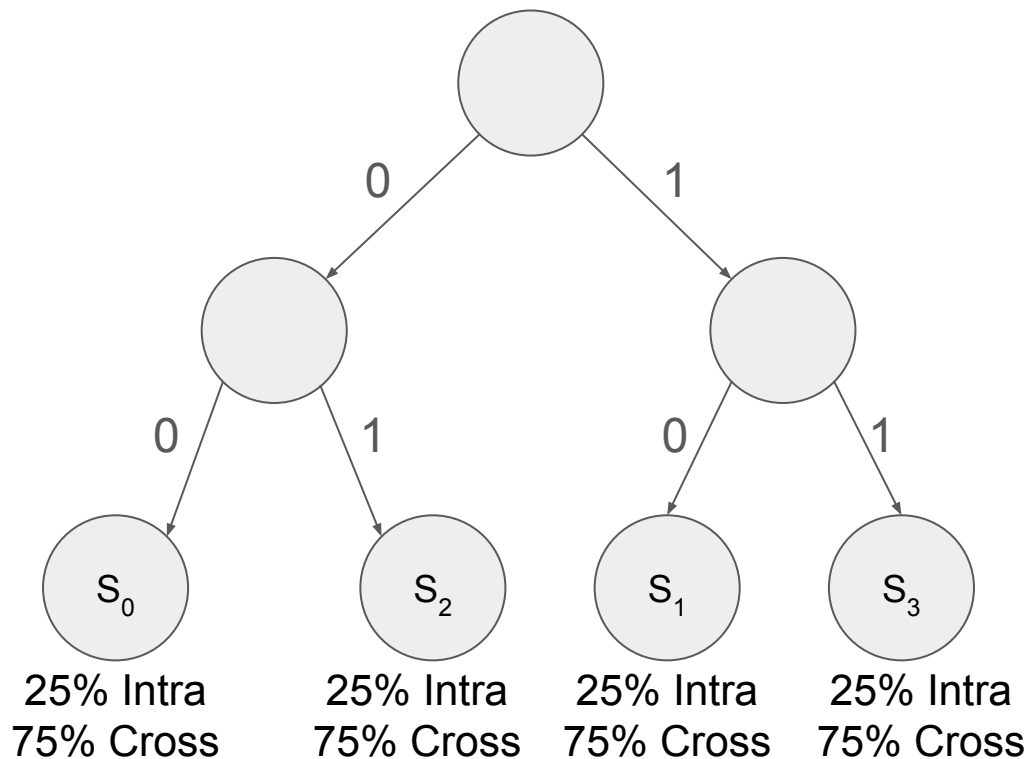 0 1
0 1 0 1
S0 S2 S1 S3
25% Intra 25% Intra 25% Intra 25% Intra
75% Cross 75% Cross 75% Cross 75% Cross